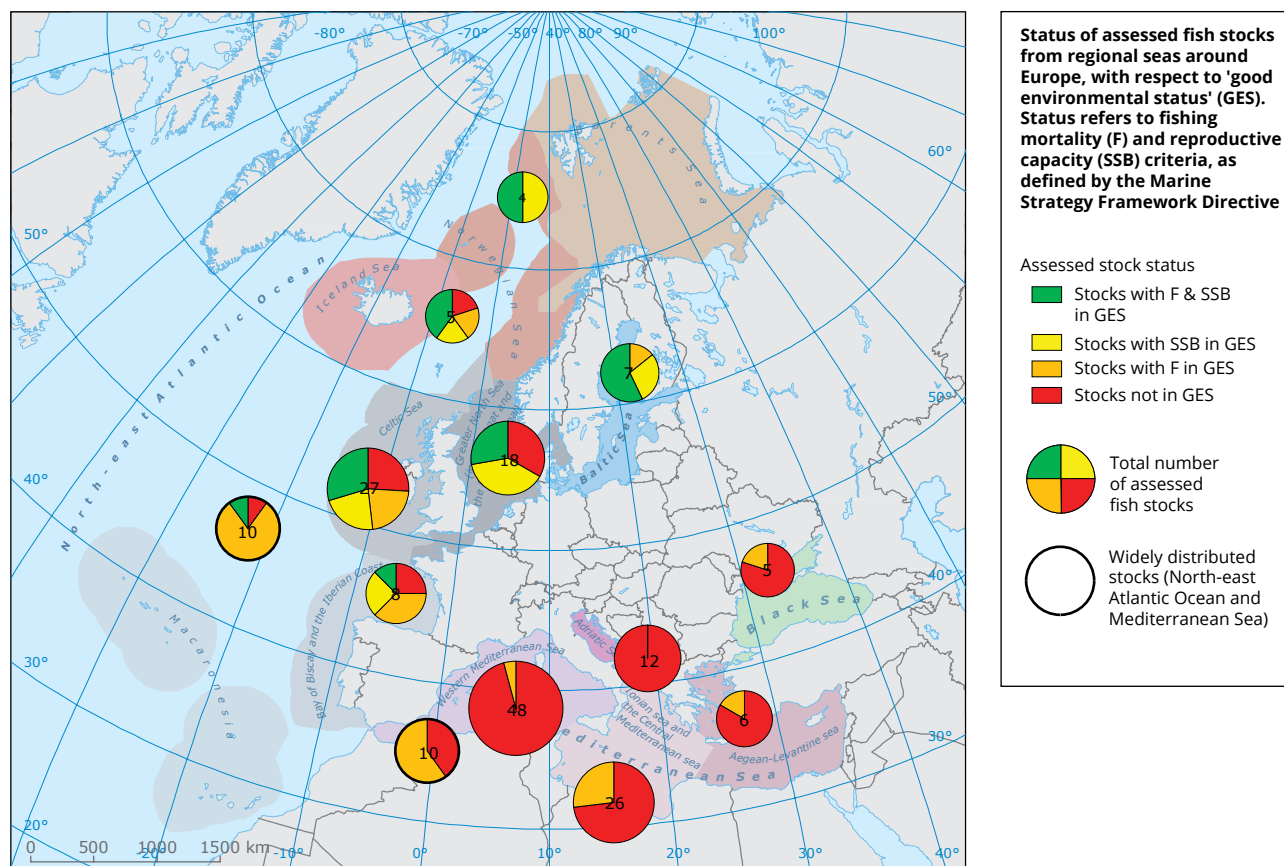 -80°
-50°
40°
80°
90°
100°
60°
50°
50°
40°
40°
30°
30°
20°
-20°
-10°
0°
10°
20°
30°
40°
Barents Sea
Norwegian Sea
Iceland Sea
North-east Atlantic Ocean
Celtic Sea
Greater North Sea
Baltic Sea
Bay of Biscay and the Iberian Coast
Macaronesia
Western Mediterranean Sea
Adriatic
Ionian sea and
the Central
Mediterranean sea
Mediterranean Sea
Aegean-Levantine sea
Black Sea
4
5
7
18
27
10
8
5
12
48
6
10
26
0 500 1000 1500 km
Status of assessed fish stocks
from regional seas around
Europe, with respect to 'good
environmental status' (GES).
Status refers to fishing
mortality (F) and reproductive
capacity (SSB) criteria, as
defined by the Marine
Strategy Framework Directive
Assessed stock status
Stocks with F & SSB
in GES
Stocks with SSB in GES
Stocks with F in GES
Stocks not in GES
Total number
of assessed
fish stocks
Widely distributed
stocks (North-east
Atlantic Ocean and
Mediterranean Sea)